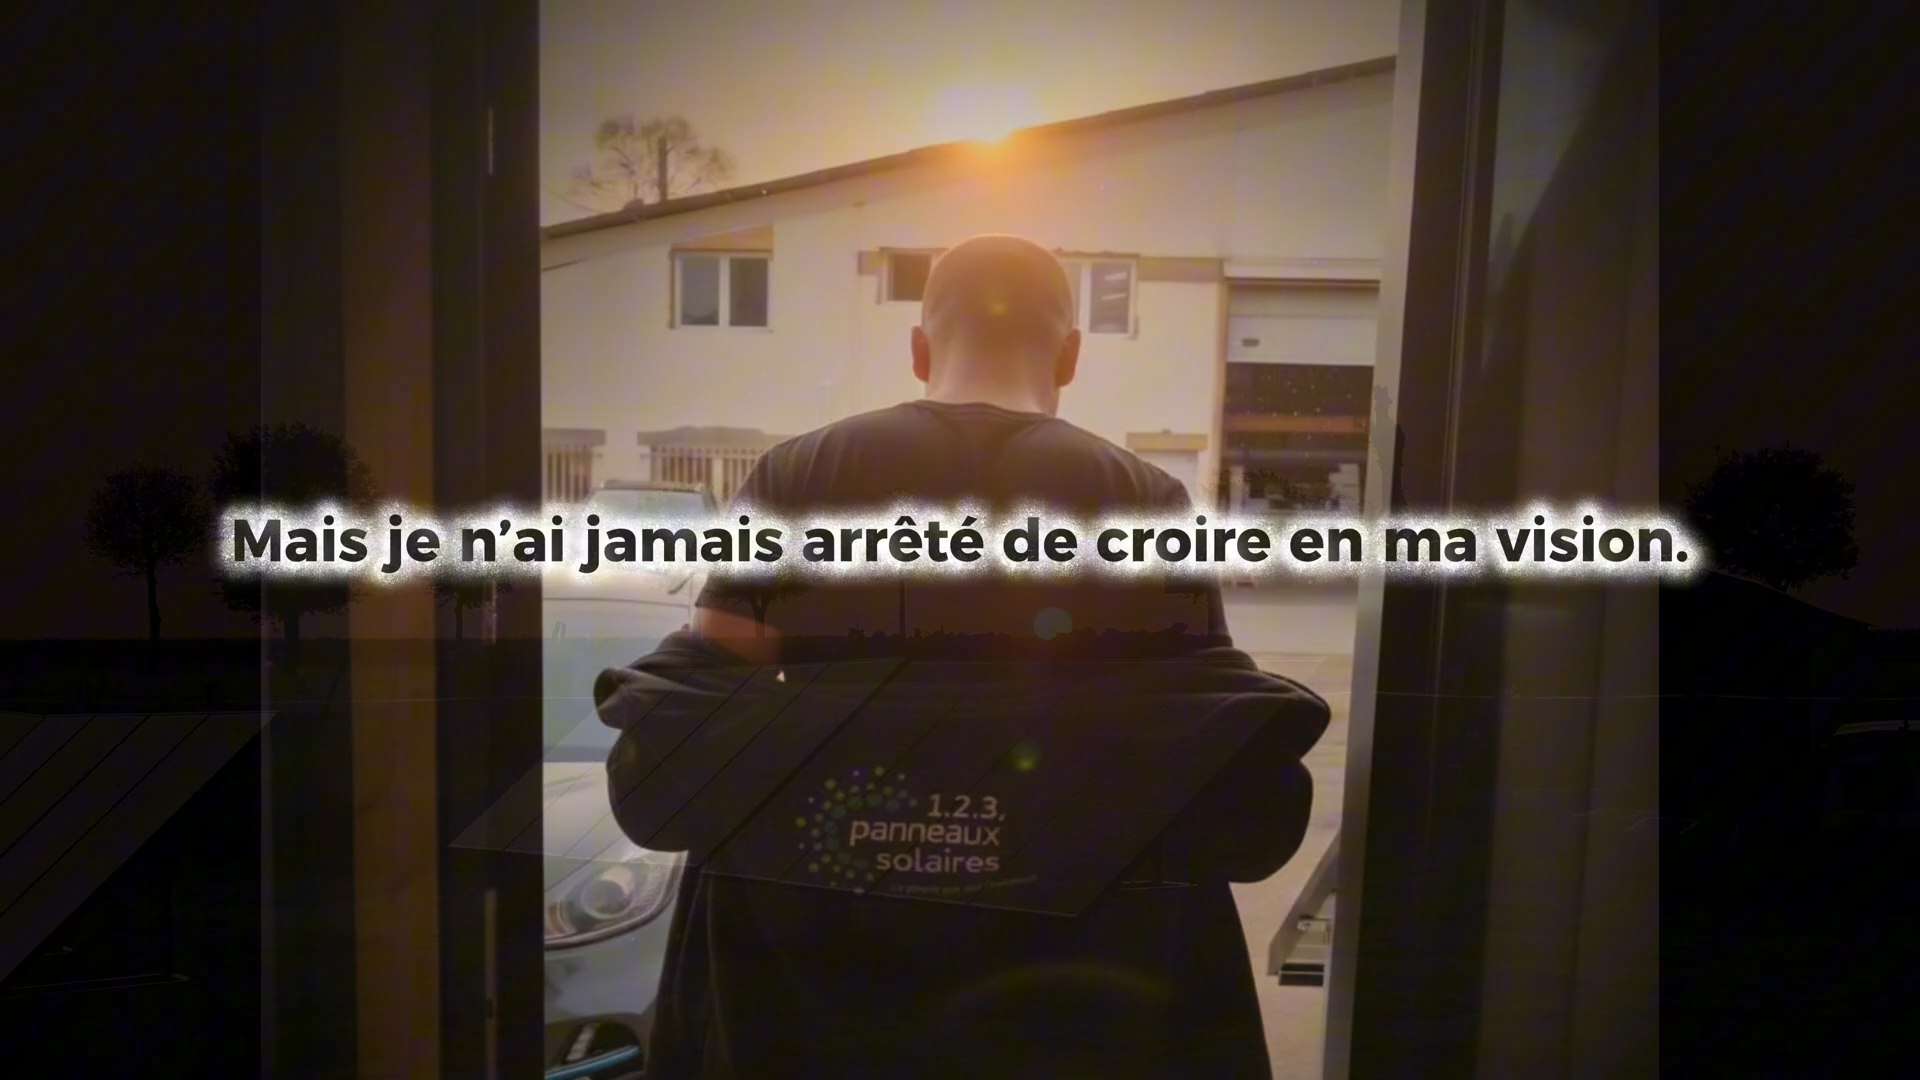 Mais je n’ai jamais arrêté de croire en ma vision.
1.2.3.
panneaux
solaires